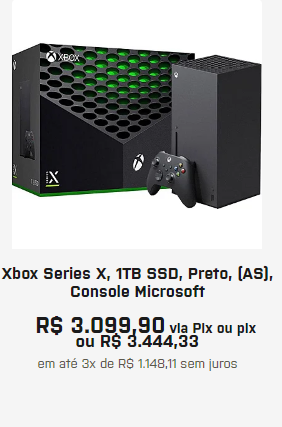 XBOX
SERIES
X
Xbox Series X, 1TB SSD, Preto, (AS),
Console Microsoft
R$ 3.099,90 via Pix ou pix
ou R$ 3.444,33
em até 3x de R$ 1.148,11 sem juros